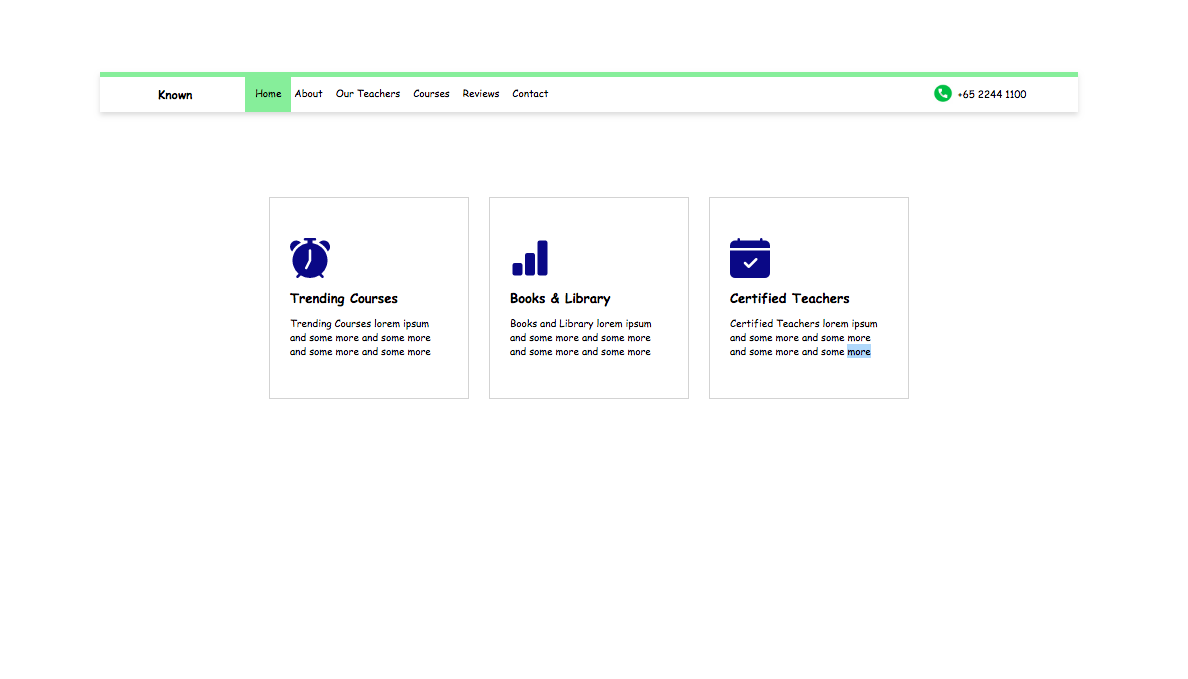 Known
Home About Our Teachers Courses Reviews Contact
+65 2244 1100
Trending Courses
Trending Courses lorem ipsum
and some more and some more
and some more and some more
Books & Library
Books and Library lorem ipsum
and some more and some more
and some more and some more
Certified Teachers
Certified Teachers lorem ipsum
and some more and some more
and some more and some more